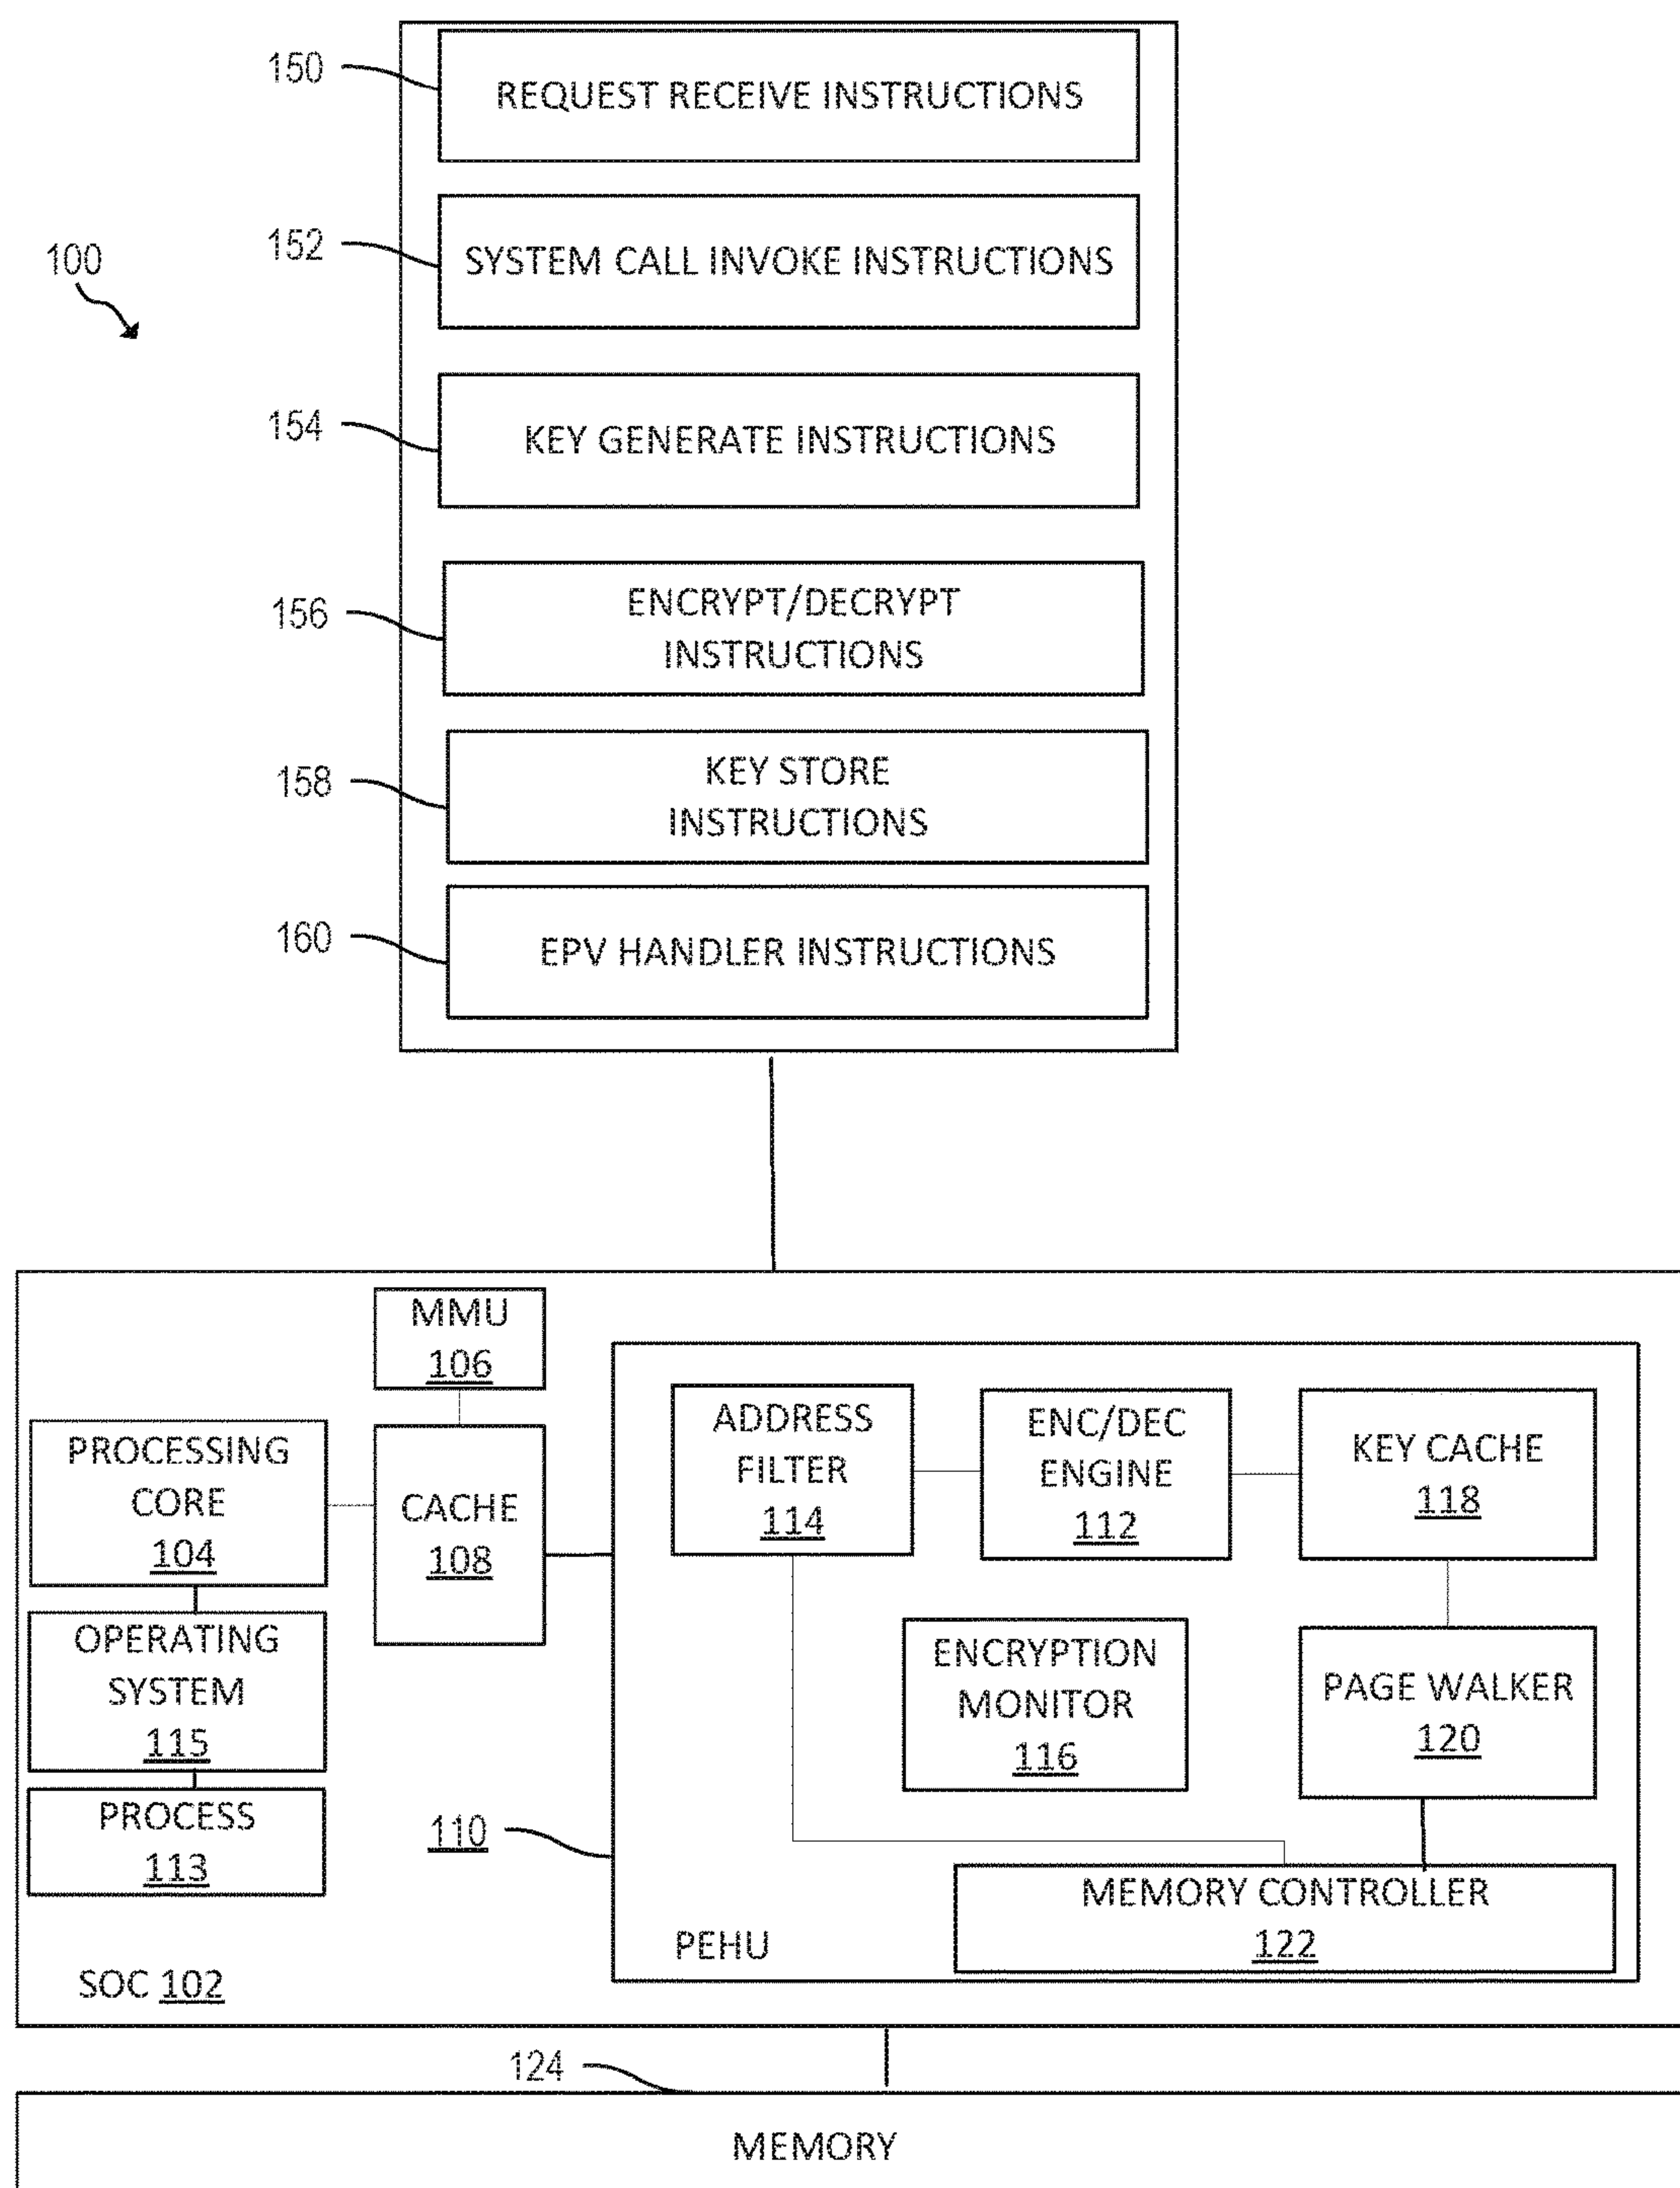 150
REQUEST RECEIVE INSTRUCTIONS
100
152
SYSTEM CALL INVOKE INSTRUCTIONS
154
KEY GENERATE INSTRUCTIONS
156
ENCRYPT/DECRYPT
INSTRUCTIONS
158
KEY STORE
INSTRUCTIONS
160
EPV HANDLER INSTRUCTIONS
MMU
106
PROCESSING
CORE
104
CACHE
108
ADDRESS
FILTER
114
ENC/DEC
ENGINE
112
KEY CACHE
118
OPERATING
SYSTEM
115
ENCRYPTION
MONITOR
116
PAGE WALKER
120
PROCESS
113
110
MEMORY CONTROLLER
122
PEHU
SOC 102
124
MEMORY